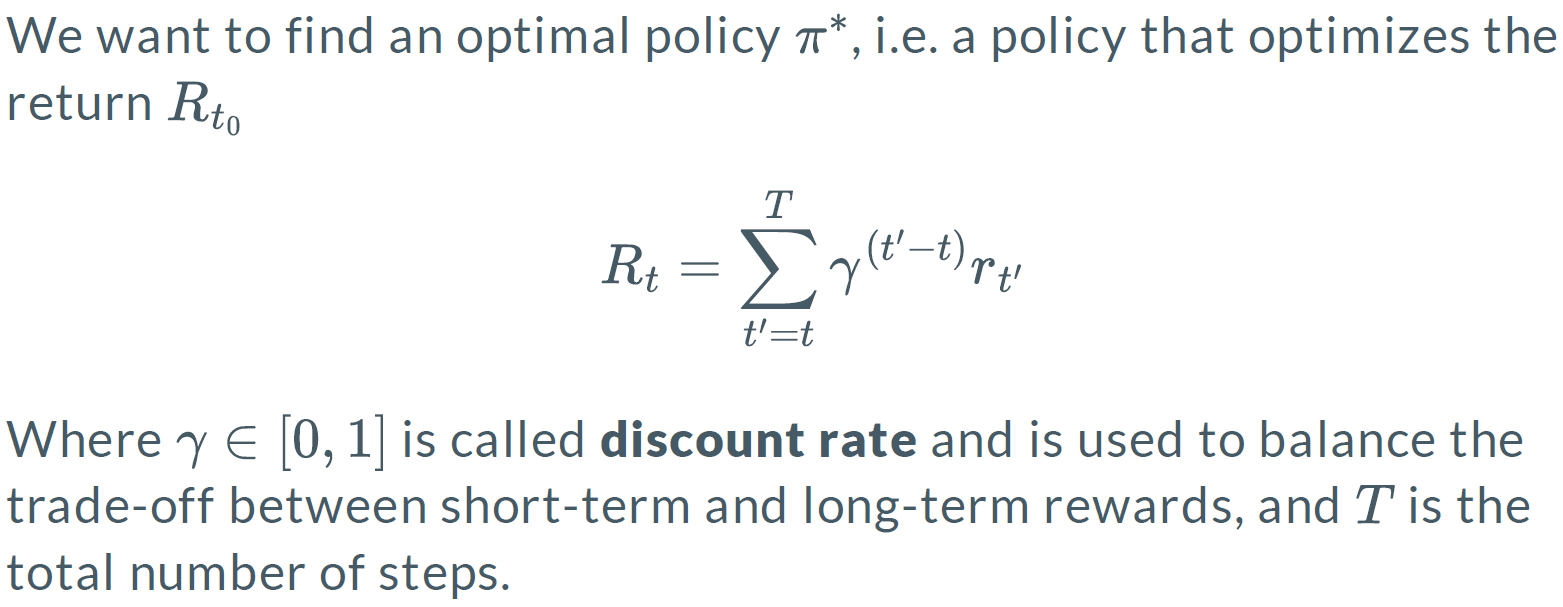 We want to find an optimal policy π*, i.e. a policy that optimizes the
return R_{t_0}
R_t = \sum_{t'=t}^{T} γ^{(t'-t)} r_{t'}
Where γ ∈ [0, 1] is called discount rate and is used to balance the
trade-off between short-term and long-term rewards, and T is the
total number of steps.